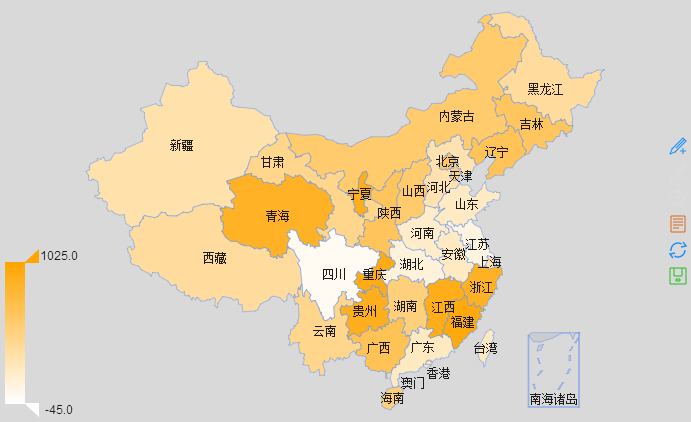 黑龙江
内蒙古
吉林
新疆
辽宁
北京
甘肃
天津
宁夏
山西
河北
山东
青海
陕西
河南
江苏
西藏
安徽
1025.0
上海
四川
重庆
湖北
浙江
贵州
湖南
江西
福建
云南
广西
广东
台湾
香港
澳门
海南
南海诸岛
-45.0